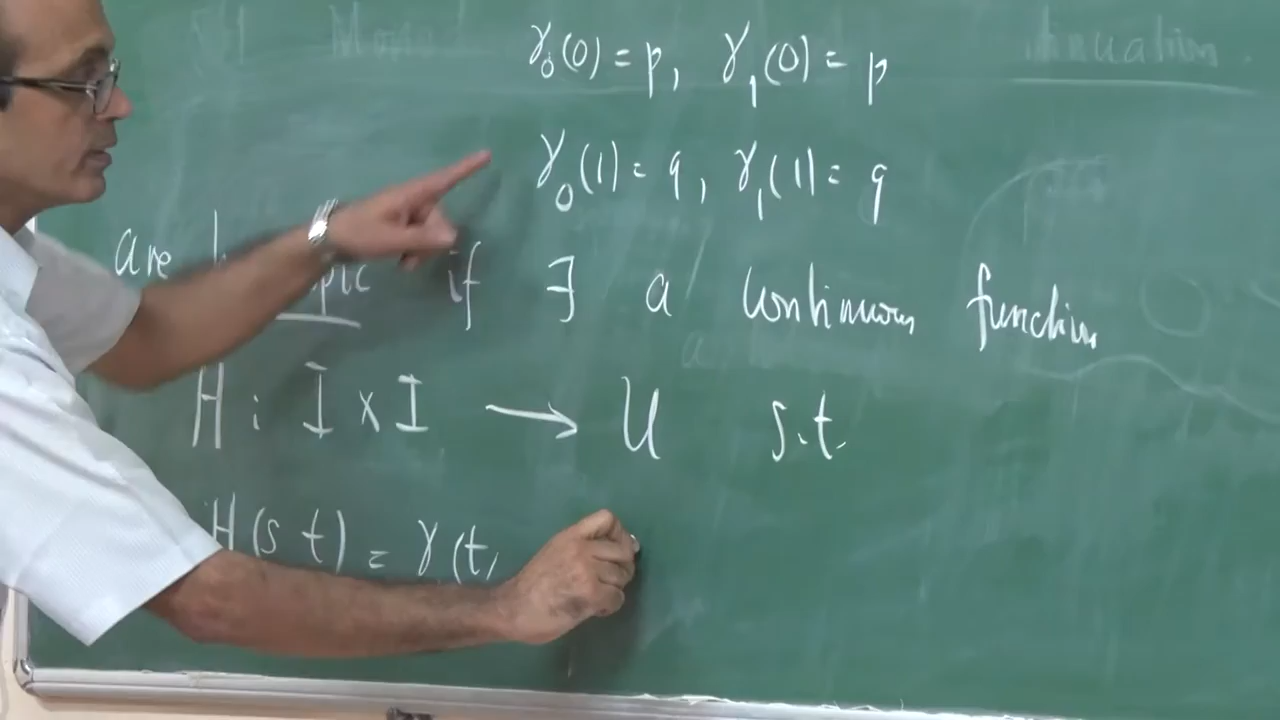 γ₀(0) = p, γ₁(0) = p
γ₀(1) = q, γ₁(1) = q
are if ∃ a continuous function
H : I x I → U s.t.
H(s t) = γ (t,